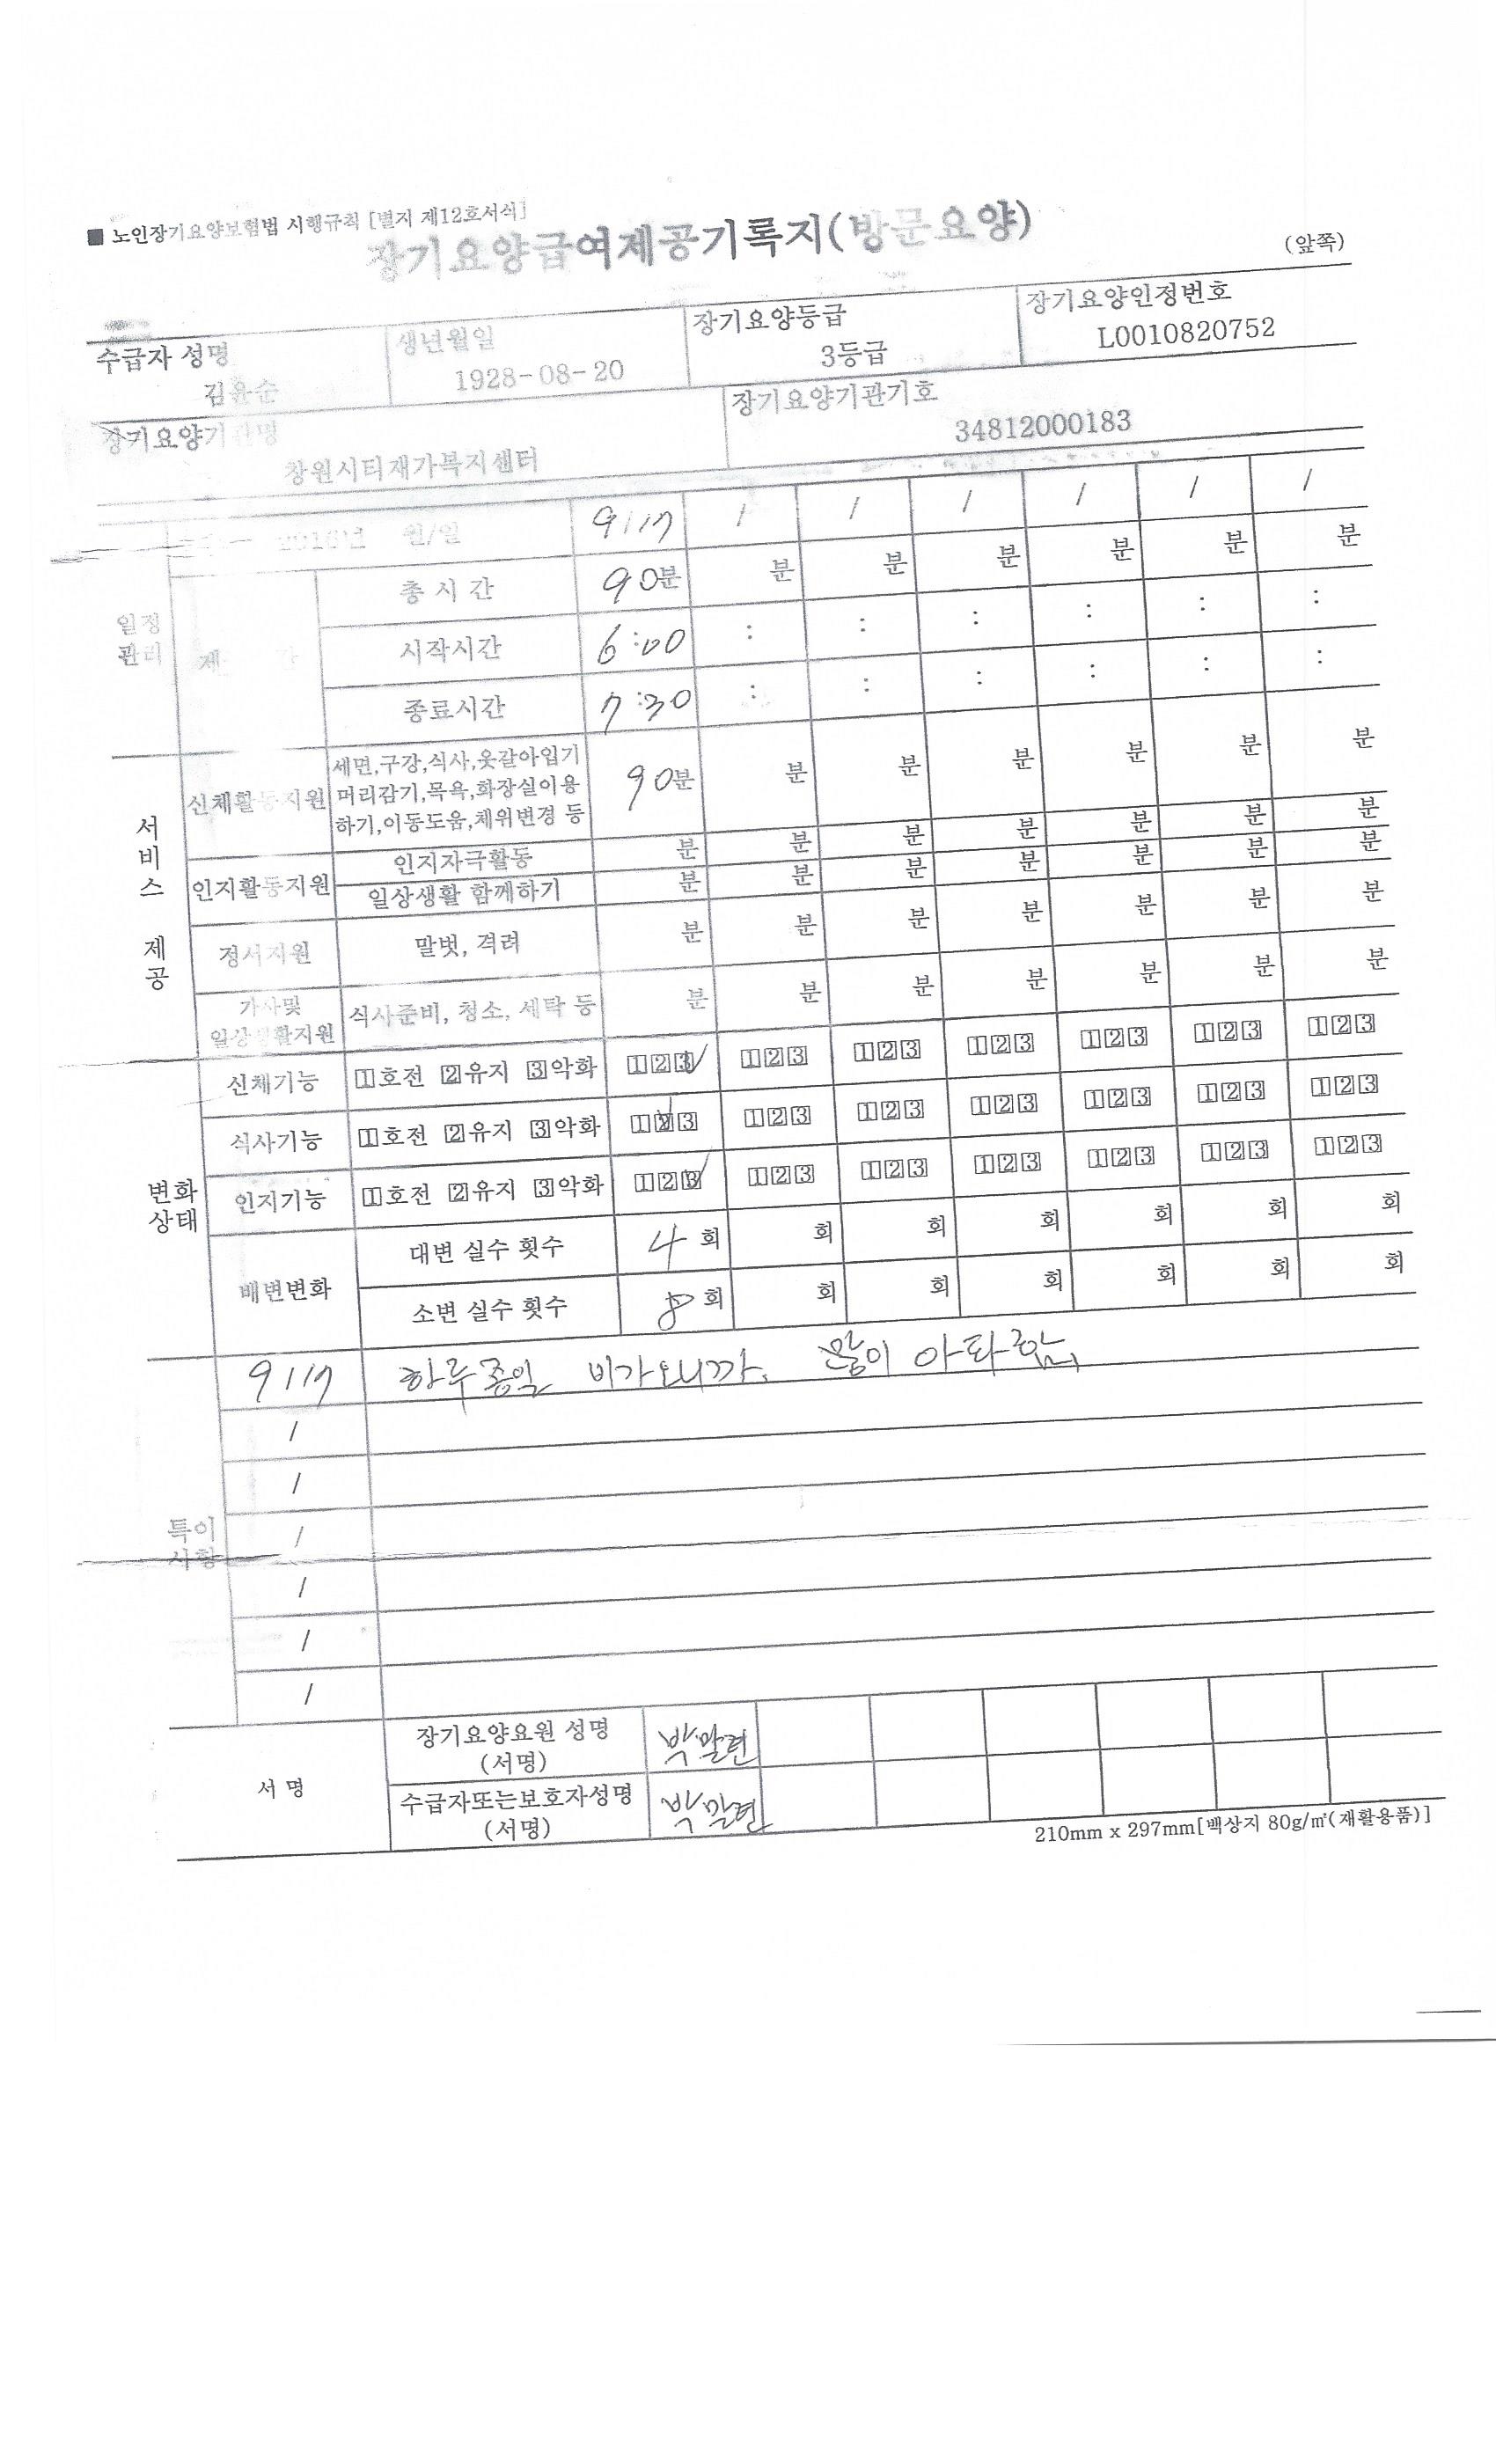 ■ 노인장기요양보험법 시행규칙 [별지 제12호서식]
장기요양급여제공기록지(방문요양)
(앞쪽)
수급자 성명 생년월일 장기요양등급 장기요양인정번호
김윤순 1928-08-20 3등급 L0010820752
장기요양기관명 장기요양기관기호
창원시티재가복지센터 34812000183
2016년 월/일 9/17 / / / / / /
일정 관리
총 시 간 90분 분 분 분 분 분 분
시작시간 6:00 : : : : : :
종료시간 7:30 : : : : : :
서비스 제공
신체활동지원 세면,구강,식사,옷갈아입기 90분 분 분 분 분 분 분
머리감기,목욕,화장실이용
하기,이동도움,체위변경 등
인지활동지원 인지자극활동 분 분 분 분 분 분 분
일상생활 함께하기 분 분 분 분 분 분 분
정서지원 말벗, 격려 분 분 분 분 분 분 분
가사및 일상생활지원 식사준비, 청소, 세탁 등 분 분 분 분 분 분 분
변화 상태
신체기능 1호전 2유지 3악화 123 123 123 123 123 123 123
식사기능 1호전 2유지 3악화 123 123 123 123 123 123 123
인지기능 1호전 2유지 3악화 123 123 123 123 123 123 123
배변변화 대변 실수 횟수 4회 회 회 회 회 회 회
소변 실수 횟수 8회 회 회 회 회 회 회
특이 사항
9/17 하루종일 비가오니까. 많이 아타함
/
/
/
/
/
/
서 명
장기요양요원 성명 박말련
(서명)
수급자또는보호자성명 박말련
(서명)
210mm x 297mm[백상지 80g/㎡(재활용품)]